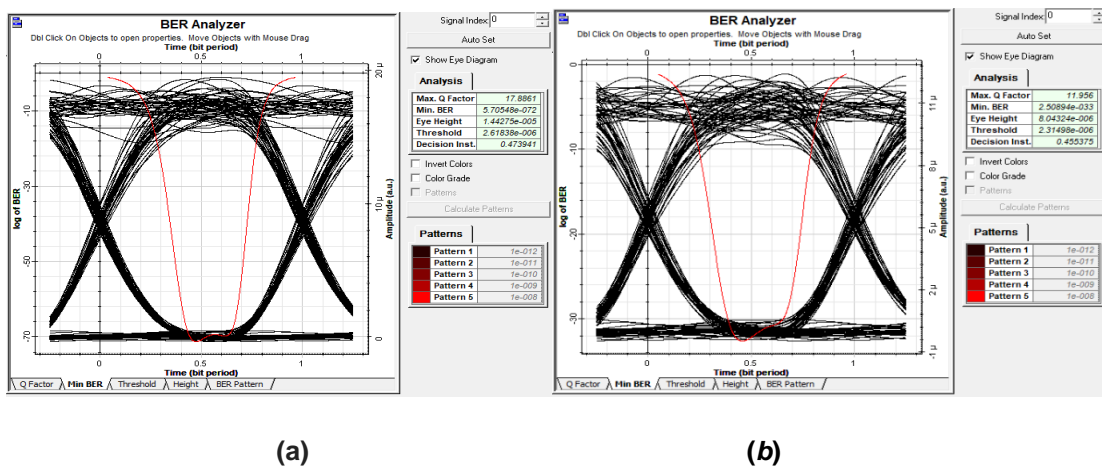 BER Analyzer
Dbl Click On Objects to open properties. Move Objects with Mouse Drag
Time (bit period)
0 0.5 1
log of BER
-10
-30
-50
-70
Amplitude (a.u.)
20 µ
10 µ
0
0 0.5 1
Time (bit period)
Q Factor Min BER Threshold Height BER Pattern
Signal Index: 0
Auto Set
Show Eye Diagram
Analysis
Max. Q Factor 17.8861
Min. BER 5.70548e-072
Eye Height 1.44275e-005
Threshold 2.61838e-006
Decision Inst. 0.473941
Invert Colors
Color Grade
Patterns
Calculate Patterns
Patterns
Pattern 1 1e-012
Pattern 2 1e-011
Pattern 3 1e-010
Pattern 4 1e-009
Pattern 5 1e-008
(a)
BER Analyzer
Dbl Click On Objects to open properties. Move Objects with Mouse Drag
Time (bit period)
0 0.5 1
log of BER
0
-10
-20
-30
Amplitude (a.u.)
11 µ
8 µ
5 µ
2 µ
-1 µ
0 0.5 1
Time (bit period)
Q Factor Min BER Threshold Height BER Pattern
Signal Index: 0
Auto Set
Show Eye Diagram
Analysis
Max. Q Factor 11.956
Min. BER 2.50894e-033
Eye Height 8.04324e-006
Threshold 2.31498e-006
Decision Inst. 0.455375
Invert Colors
Color Grade
Patterns
Calculate Patterns
Patterns
Pattern 1 1e-012
Pattern 2 1e-011
Pattern 3 1e-010
Pattern 4 1e-009
Pattern 5 1e-008
(b)